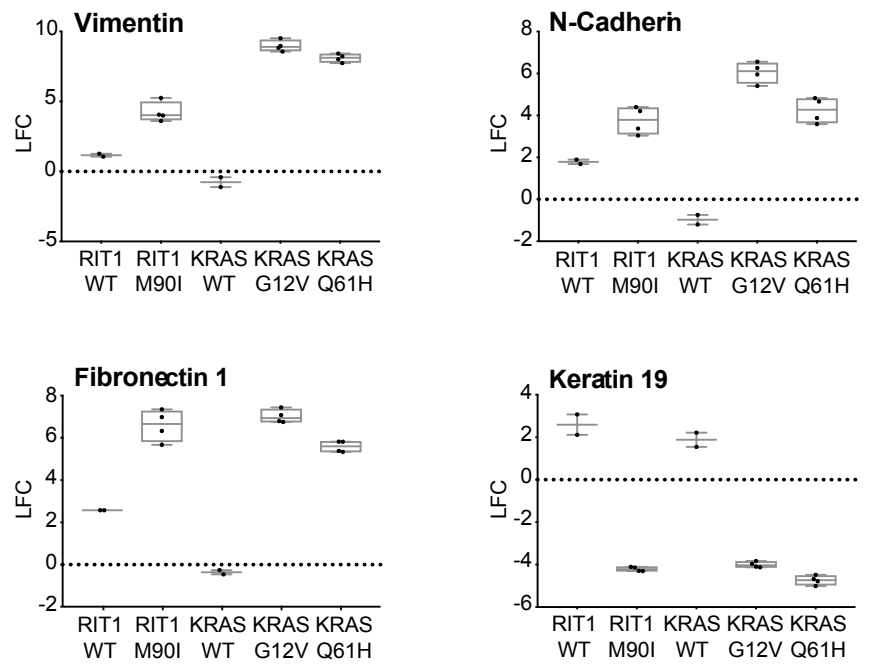 Vimentin
10
5
0
-5
LFC
RIT1 RIT1 KRAS KRAS KRAS
WT M90I WT G12V Q61H
N-Cadherin
8
6
4
2
0
-2
LFC
RIT1 RIT1 KRAS KRAS KRAS
WT M90I WT G12V Q61H
Fibronectin 1
8
6
4
2
0
-2
LFC
RIT1 RIT1 KRAS KRAS KRAS
WT M90I WT G12V Q61H
Keratin 19
4
2
0
-2
-4
-6
LFC
RIT1 RIT1 KRAS KRAS KRAS
WT M90I WT G12V Q61H